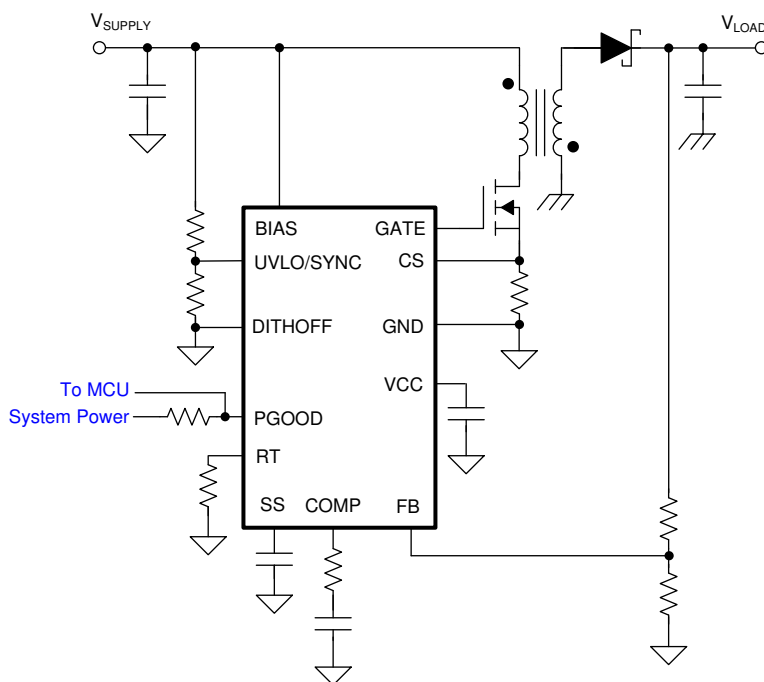 VSUPPLY
VLOAD
BIAS
GATE
UVLO/SYNC
CS
DITHOFF
GND
To MCU
VCC
System Power
PGOOD
RT
SS
COMP
FB